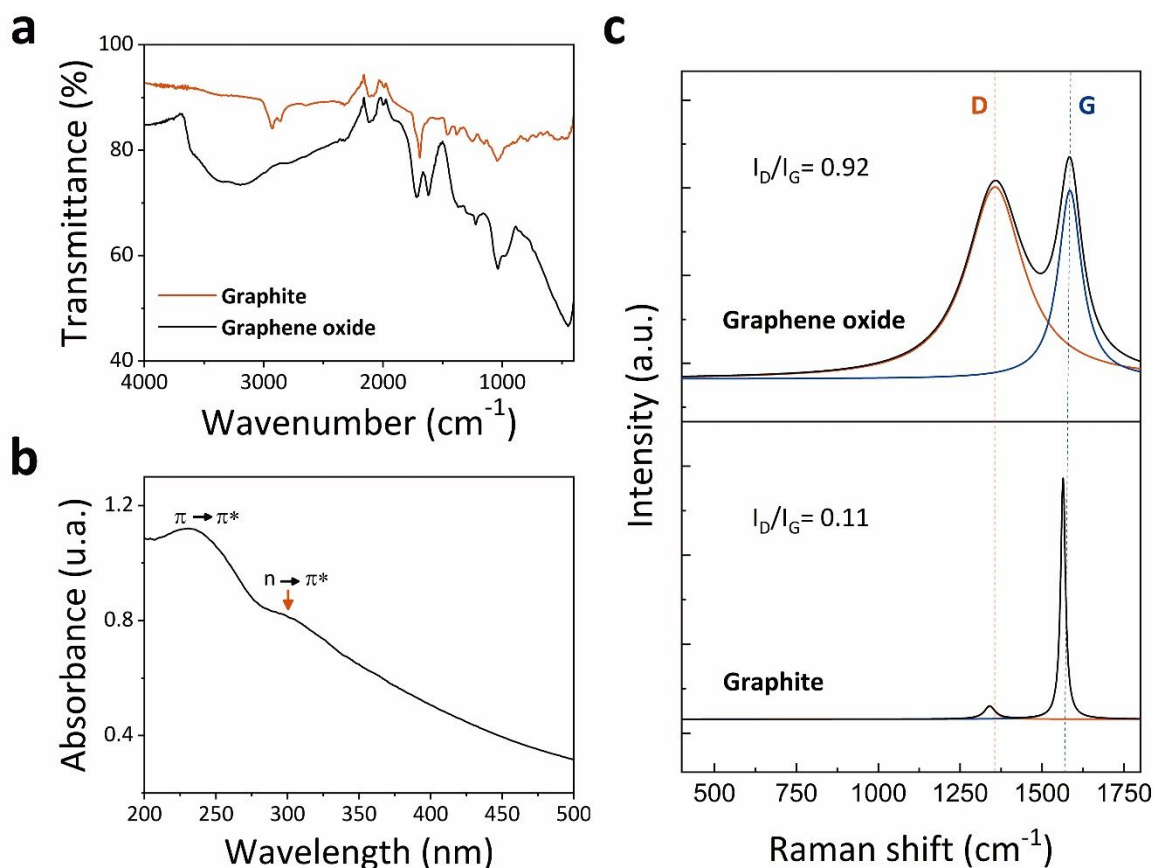 a
Transmittance (%)
100
80
60
40
Graphite
Graphene oxide
4000 3000 2000 1000
Wavenumber (cm⁻¹)
b
Absorbance (u.a.)
1.2
0.8
0.4
π → π*
n → π*
200 250 300 350 400 450 500
Wavelength (nm)
c
Intensity (a.u.)
D G
I_D/I_G= 0.92
Graphene oxide
I_D/I_G= 0.11
Graphite
500 750 1000 1250 1500 1750
Raman shift (cm⁻¹)